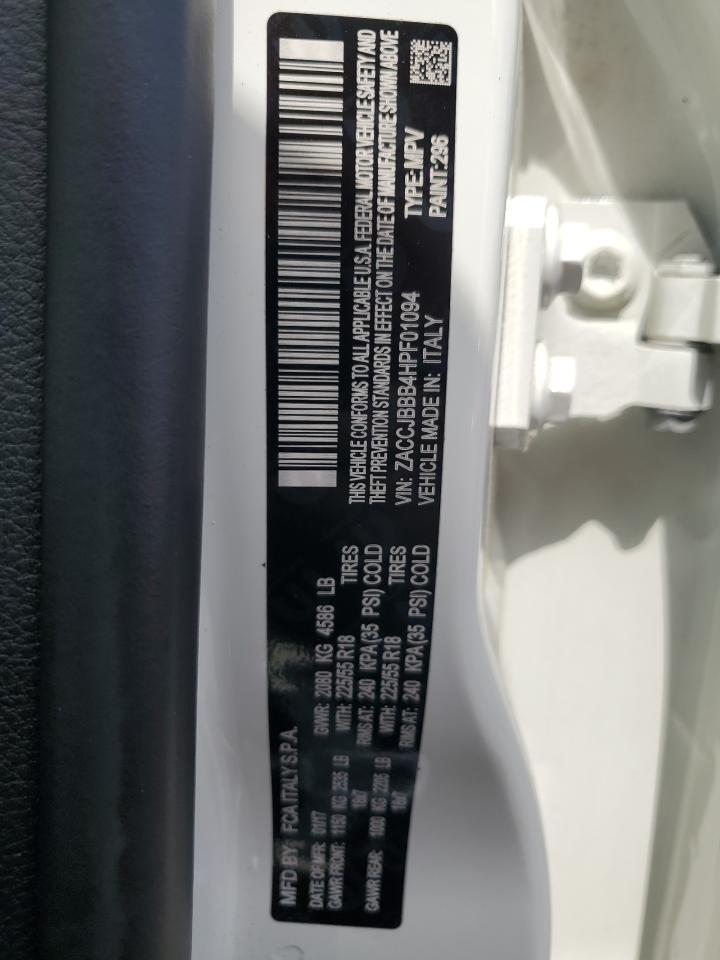 MFD BY: FCA ITALY S.P.A.
DATE OF MFR: 01/17 GVWR: 2080 KG 4586 LB
GAWR FRONT: 1150 KG 2535 LB WITH: 225/55 R18 TIRES
18x7 RIMS AT: 240 KPA(35 PSI) COLD
GAWR REAR: 1000 KG 2205 LB WITH: 225/55 R18 TIRES
18x7 RIMS AT: 240 KPA(35 PSI) COLD
THIS VEHICLE CONFORMS TO ALL APPLICABLE U.S.A. FEDERAL MOTOR VEHICLE SAFETY AND
THEFT PREVENTION STANDARDS IN EFFECT ON THE DATE OF MANUFACTURE SHOWN ABOVE
VIN: ZACCJBBB4HPF01094 TYPE: MPV
VEHICLE MADE IN: ITALY PAINT: 296